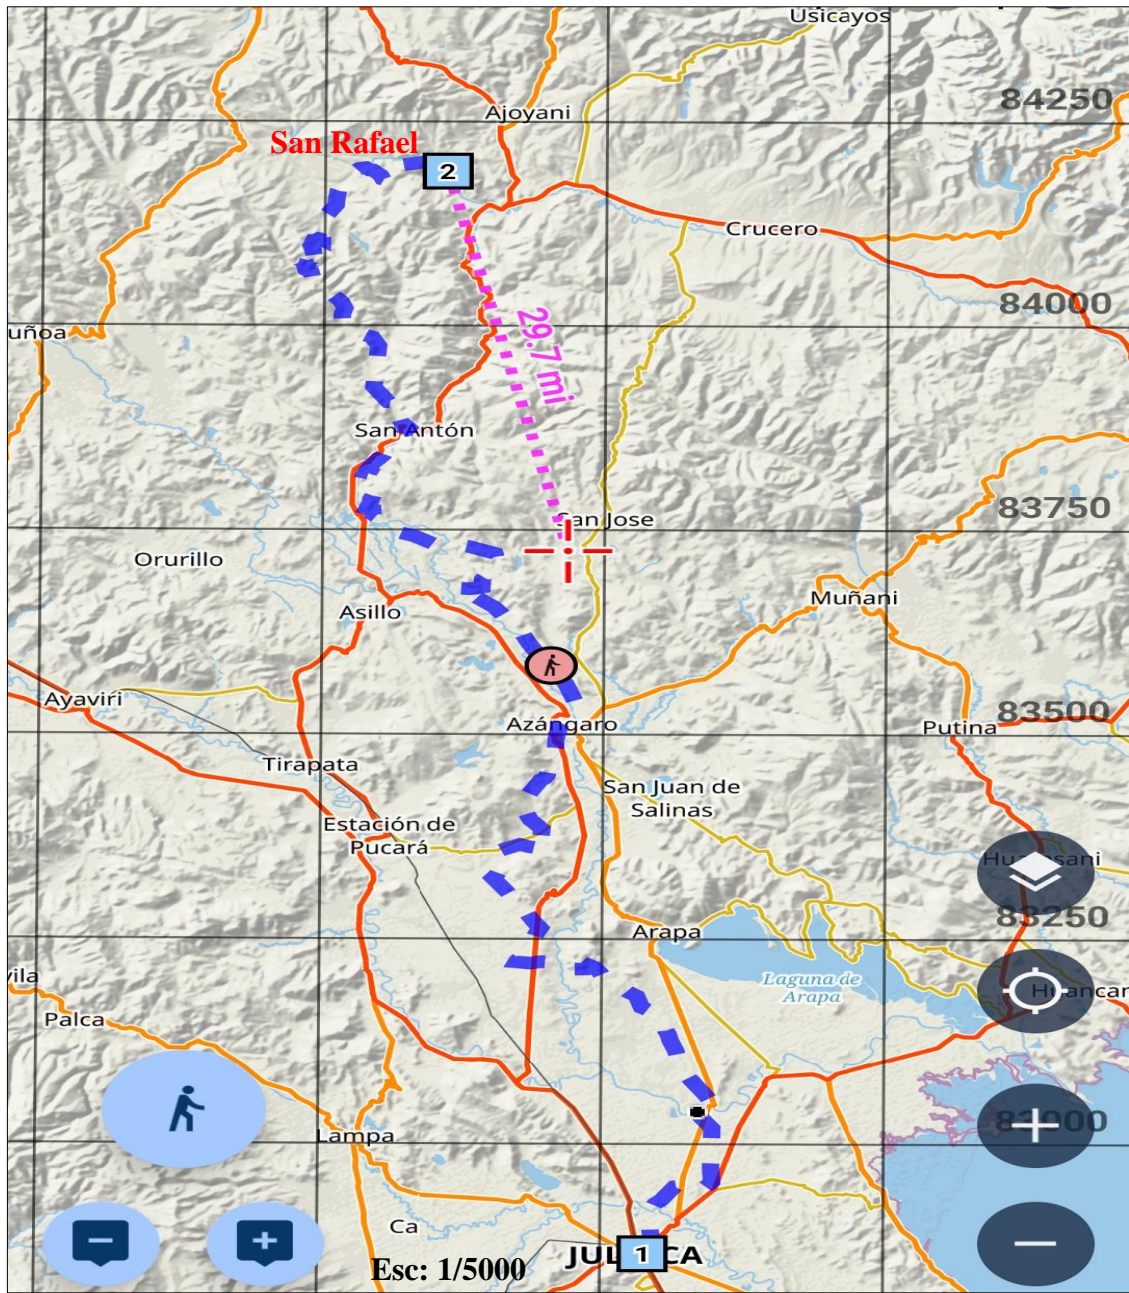 Usicayos
84250
Ajoyani
San Rafael
2
Crucero
84000
uñoa
29.7 mi
San Antón
83750
San Jose
Orurillo
Muñani
Asillo
Ayaviri
83500
Azángaro
Putina
Tirapata
San Juan de
Salinas
Estación de
Pucará
83250
Arapa
Laguna de
Arapa
vila
Huancan
Palca
Lampa
Ca
1
Esc: 1/5000